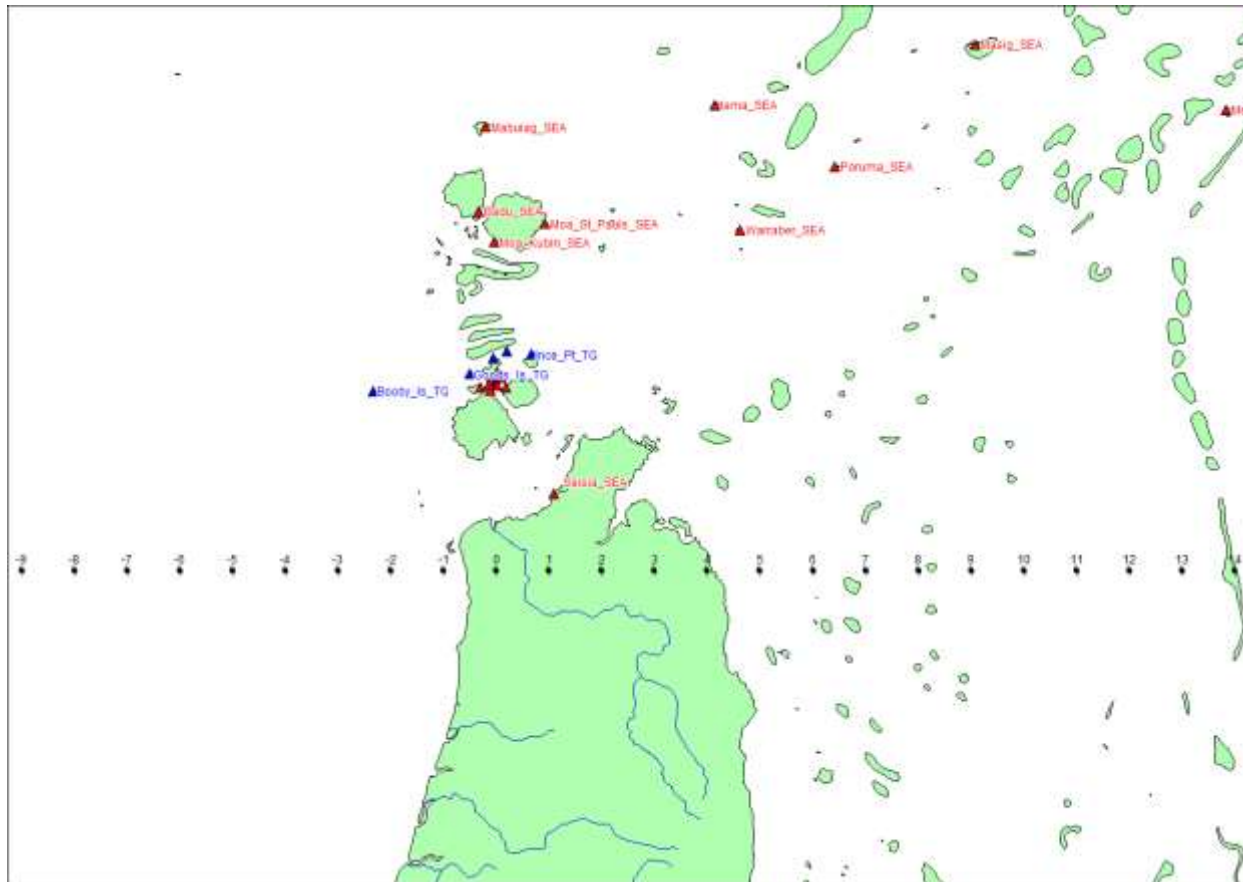 Masig_SEA
Iama_SEA
Mabuiag_SEA
Poruma_SEA
Badu_SEA
Moa_St_Pauls_SEA
Warraber_SEA
Moa_Kubin_SEA
Ince_Pt_TG
Goods_Is_TG
Booby_Is_TG
Seisia_SEA
-9 -8 -7 -6 -5 -4 -3 -2 -1 0 1 2 3 4 5 6 7 8 9 10 11 12 13 14